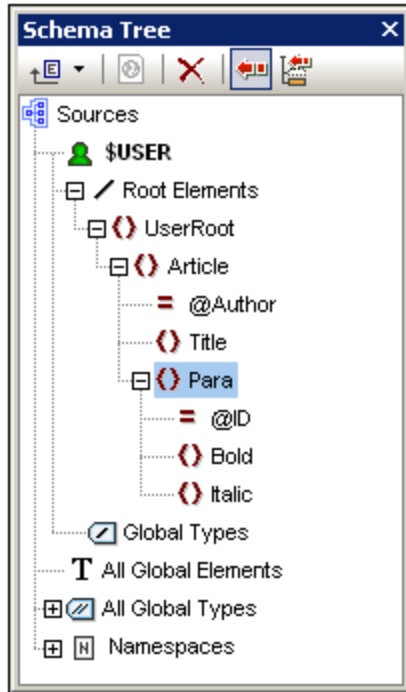 Schema Tree
Sources
$USER
Root Elements
UserRoot
Article
@Author
Title
Para
@ID
Bold
Italic
Global Types
All Global Elements
All Global Types
Namespaces